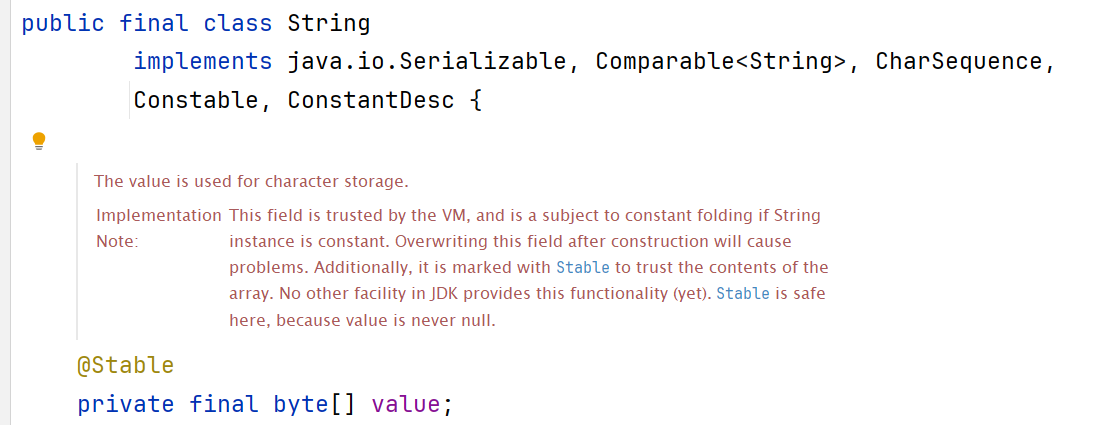 public final class String
implements java.io.Serializable, Comparable<String>, CharSequence,
Constable, ConstantDesc {
The value is used for character storage.
Implementation Note: This field is trusted by the VM, and is a subject to constant folding if String
instance is constant. Overwriting this field after construction will cause
problems. Additionally, it is marked with Stable to trust the contents of the
array. No other facility in JDK provides this functionality (yet). Stable is safe
here, because value is never null.
@Stable
private final byte[] value;